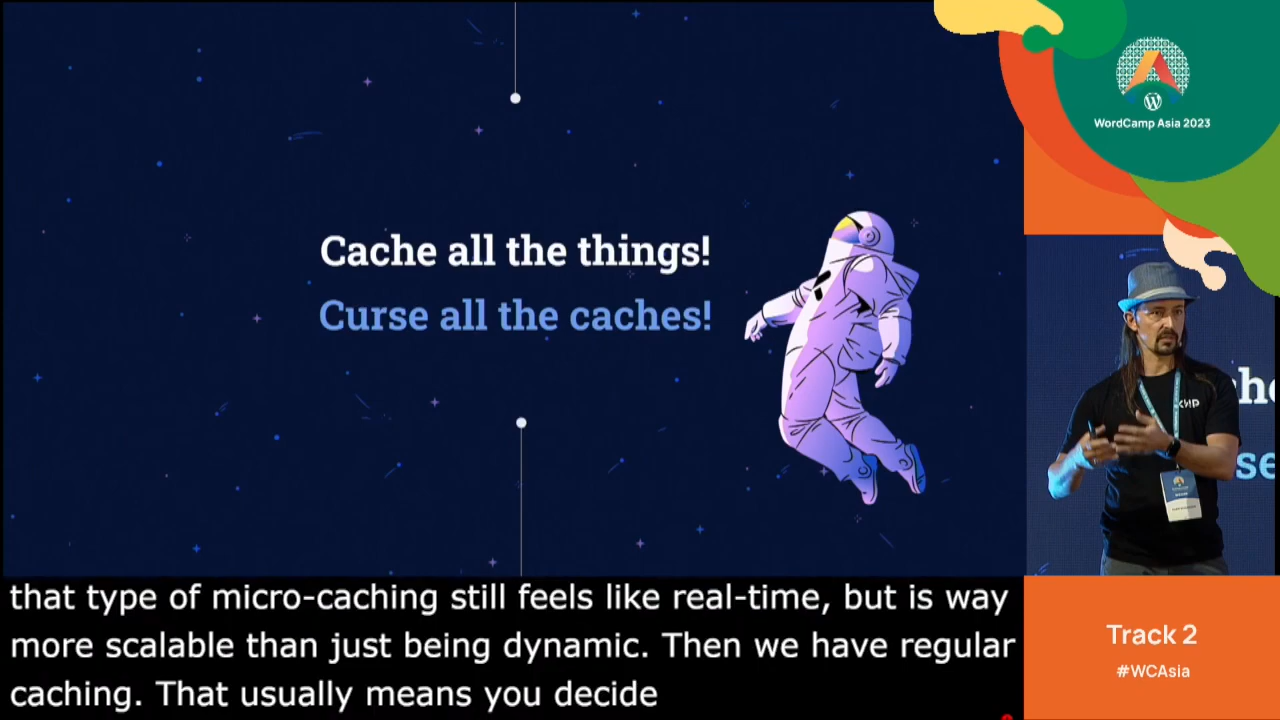 Cache all the things!
Curse all the caches!
WordCamp Asia 2023
that type of micro-caching still feels like real-time, but is way
more scalable than just being dynamic. Then we have regular
caching. That usually means you decide
Track 2
#WCAsia